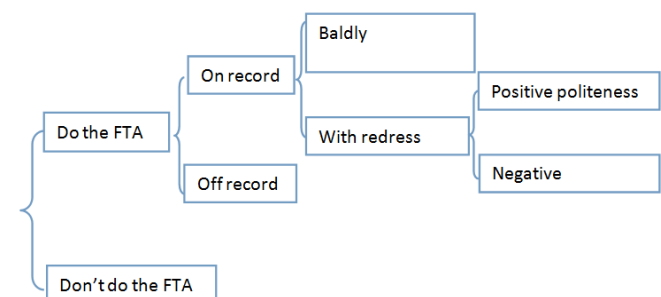 Baldly
On record
Positive politeness
Do the FTA
With redress
Off record
Negative
Don't do the FTA